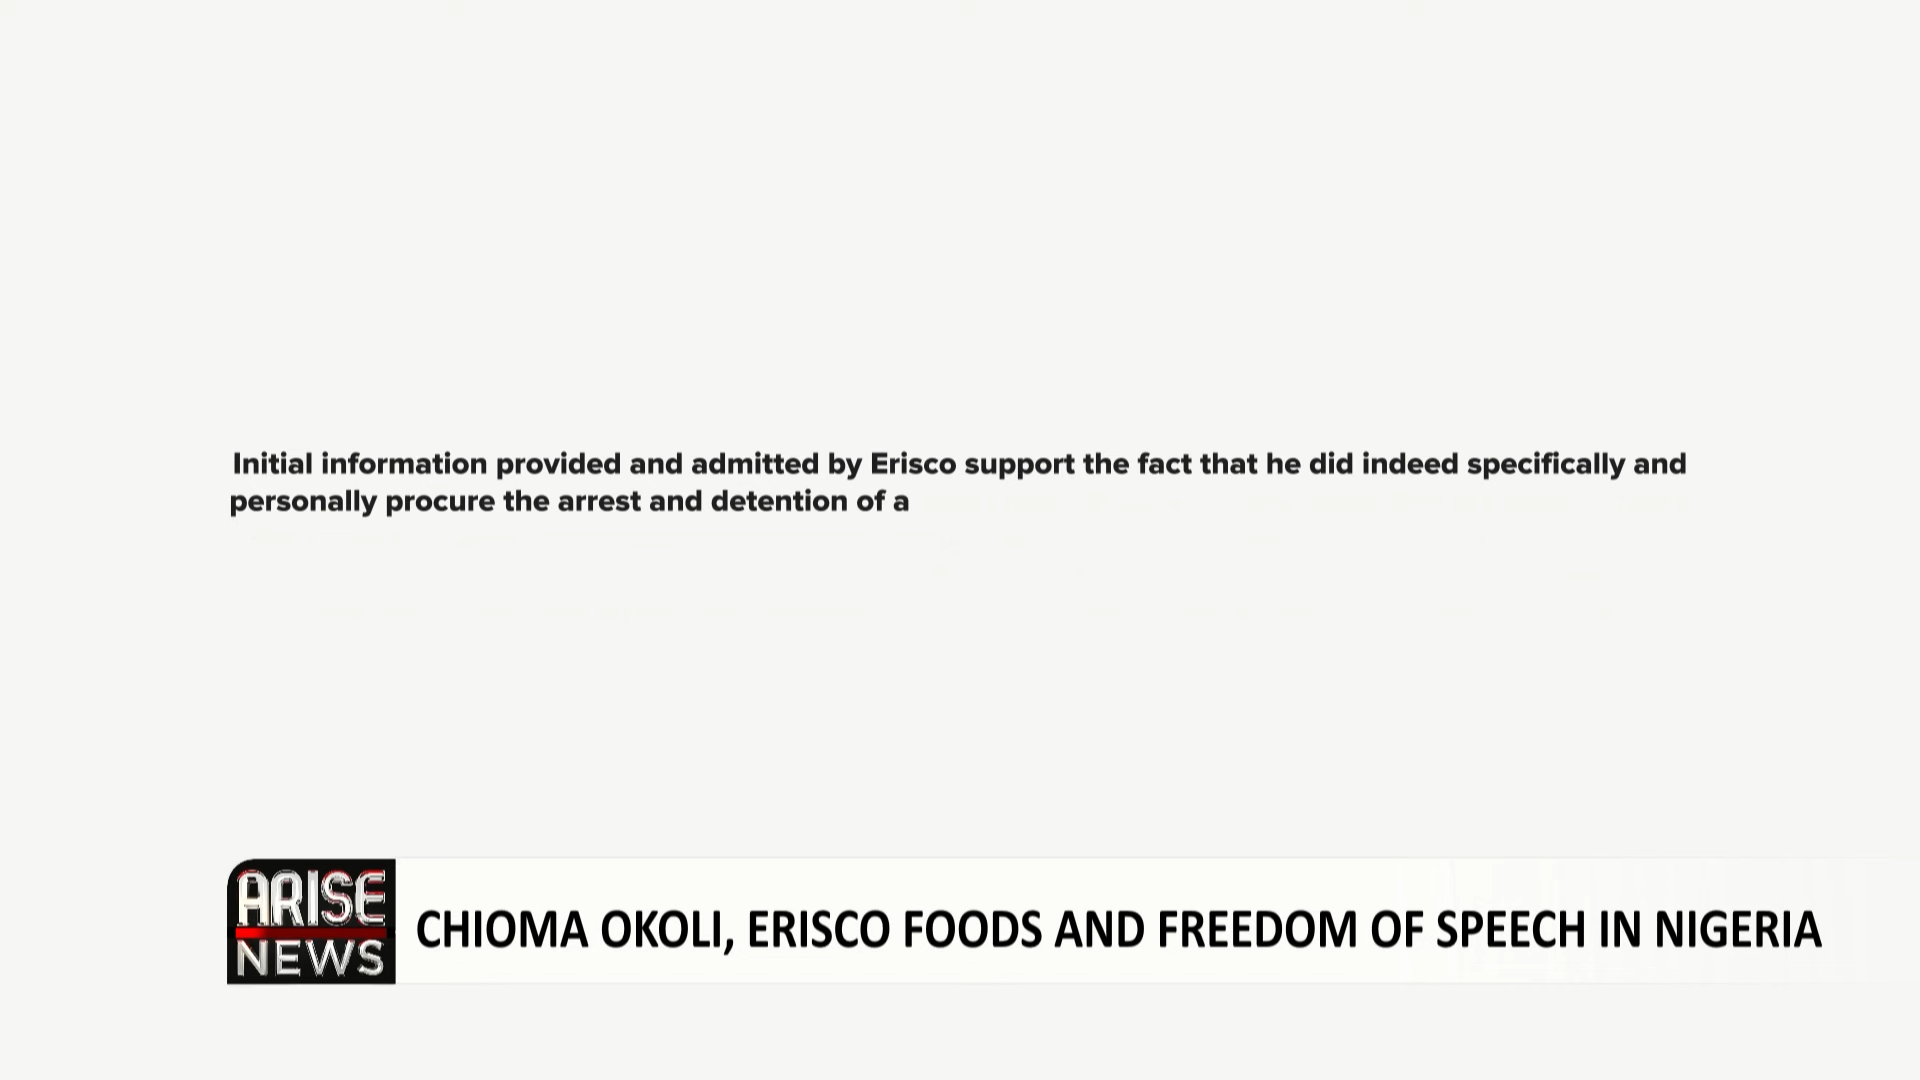 Initial information provided and admitted by Erisco support the fact that he did indeed specifically and
personally procure the arrest and detention of a
ARISE
NEWS
CHIOMA OKOLI, ERISCO FOODS AND FREEDOM OF SPEECH IN NIGERIA